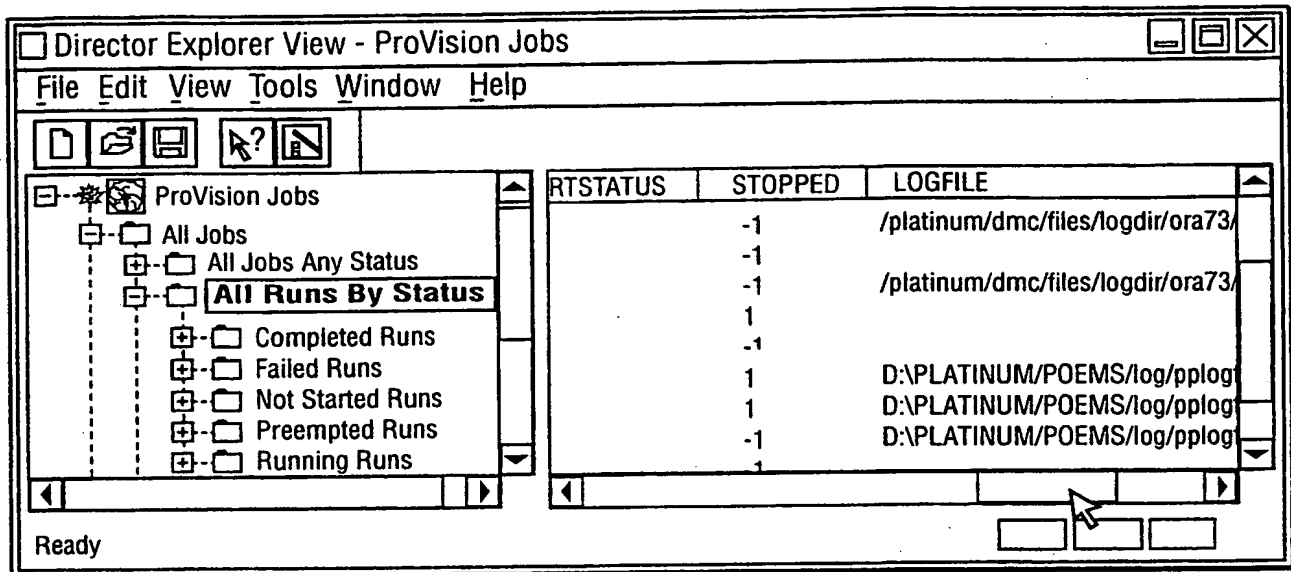 Director Explorer View - ProVision Jobs
File Edit View Tools Window Help
?
ProVision Jobs
All Jobs
All Jobs Any Status
All Runs By Status
Completed Runs
Failed Runs
Not Started Runs
Preempted Runs
Running Runs
RTSTATUS STOPPED LOGFILE
-1 /platinum/dmc/files/logdir/ora73/
-1
-1 /platinum/dmc/files/logdir/ora73/
1
-1
1 D:\PLATINUM/POEMS/log/pplog
1 D:\PLATINUM/POEMS/log/pplog
-1 D:\PLATINUM/POEMS/log/pplog
Ready